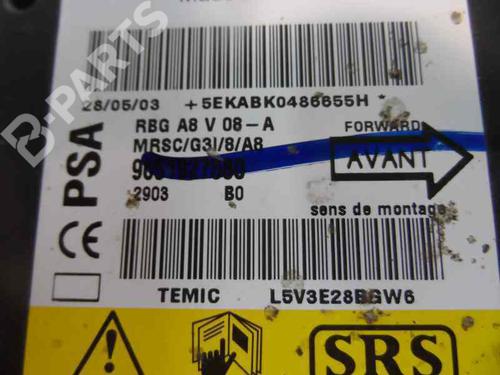 B-PARTS
28/05/03 +5EKABK0486655H *
PSA
RBG A8 V 08-A
FORWARD
MRSC/G3I/8/A8
AVANT
2903 B0
sens de montage
CE
TEMIC L5V3E28BGW6
SRS